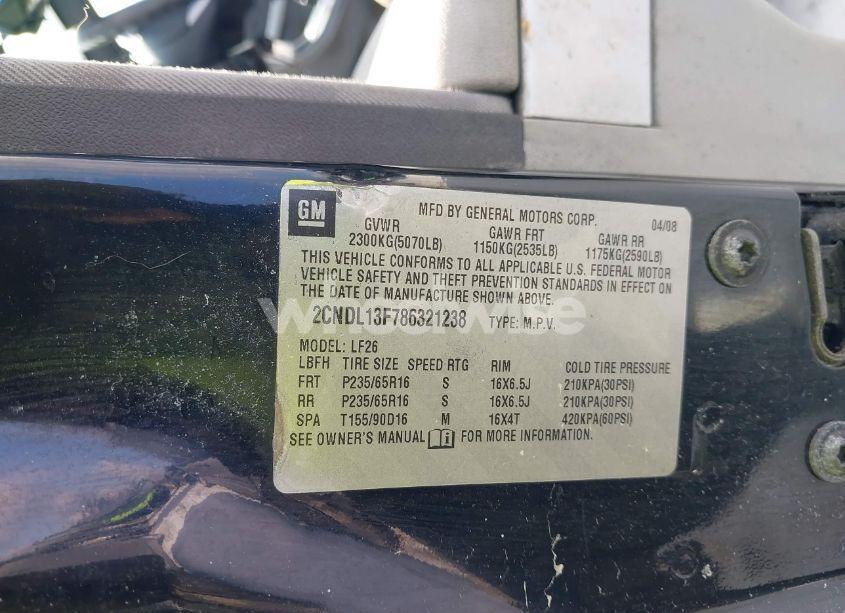 GM
MFD BY GENERAL MOTORS CORP. 04/08
GVWR GAWR FRT GAWR RR
2300KG(5070LB) 1150KG(2535LB) 1175KG(2590LB)
THIS VEHICLE CONFORMS TO ALL APPLICABLE U.S. FEDERAL MOTOR
VEHICLE SAFETY AND THEFT PREVENTION STANDARDS IN EFFECT ON
THE DATE OF MANUFACTURE SHOWN ABOVE.
2CNDL13F786321238 TYPE: M.P.V.
MODEL: LF26
LBFH TIRE SIZE SPEED RTG RIM COLD TIRE PRESSURE
FRT P235/65R16 S 16X6.5J 210KPA(30PSI)
RR P235/65R16 S 16X6.5J 210KPA(30PSI)
SPA T155/90D16 M 16X4T 420KPA(60PSI)
SEE OWNER'S MANUAL FOR MORE INFORMATION.